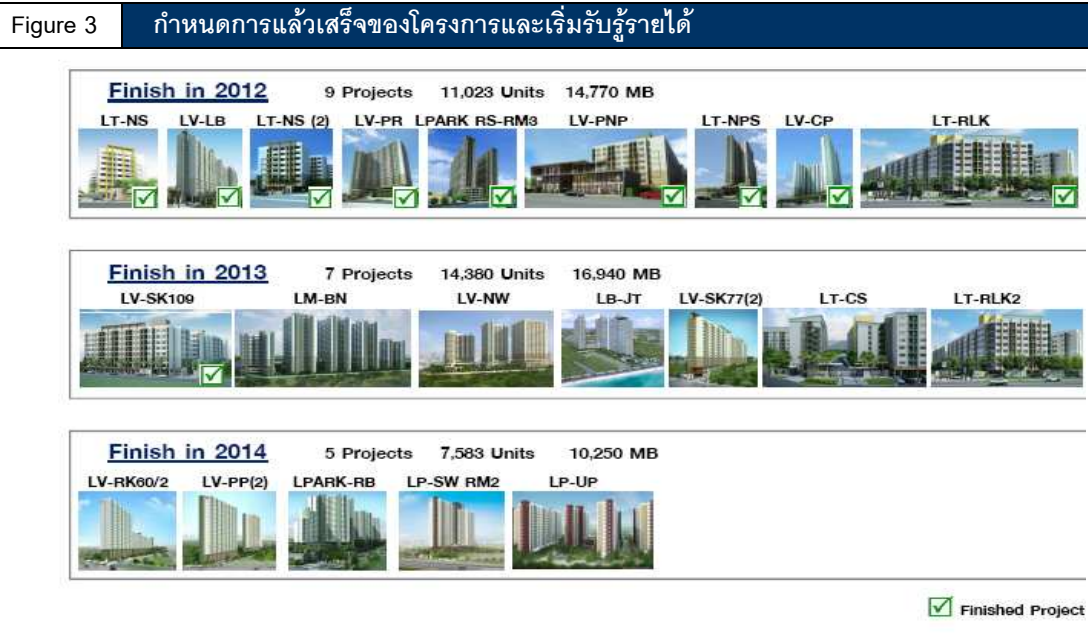 Figure 3 กำหนดการแล้วเสร็จของโครงการและเริ่มรับรู้รายได้
Finish in 2012 9 Projects 11,023 Units 14,770 MB
LT-NS LV-LB LT-NS (2) LV-PR LPARK RS-RM3 LV-PNP LT-NPS LV-CP LT-RLK
Finish in 2013 7 Projects 14,380 Units 16,940 MB
LV-SK109 LM-BN LV-NW LB-JT LV-SK77(2) LT-CS LT-RLK2
Finish in 2014 5 Projects 7,583 Units 10,250 MB
LV-RK60/2 LV-PP(2) LPARK-RB LP-SW RM2 LP-UP
Finished Project